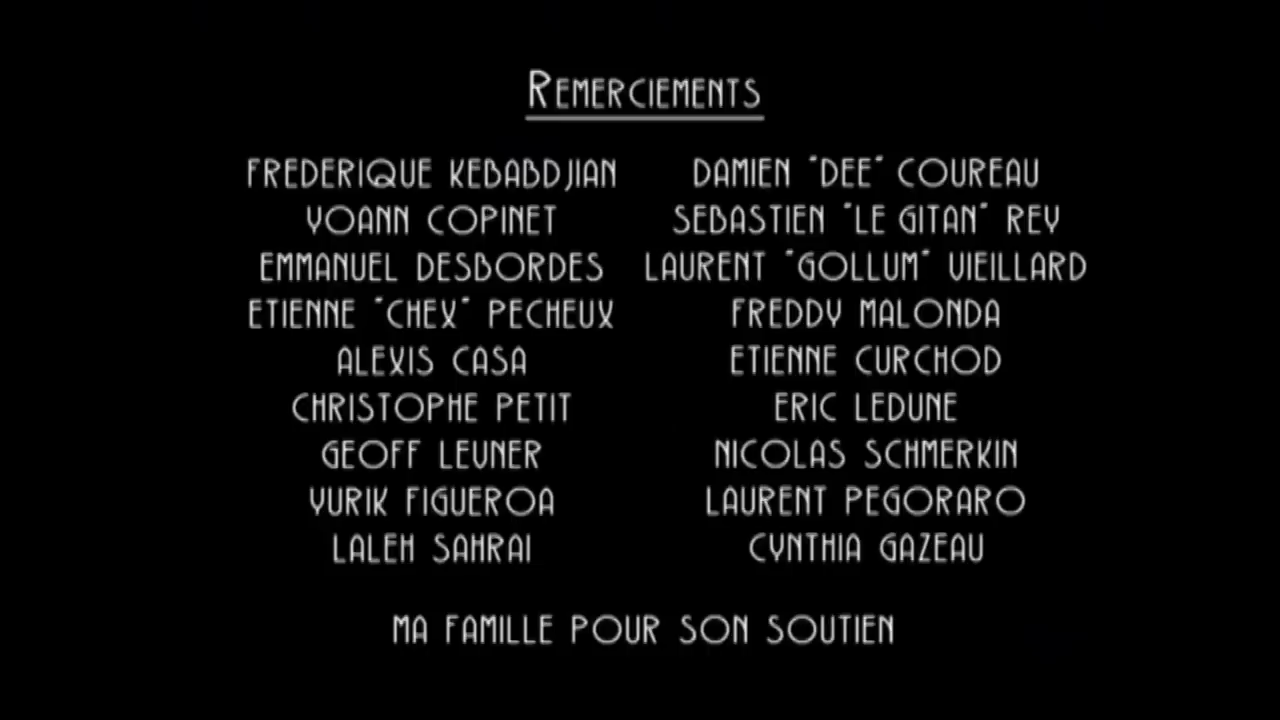 REMERCIEMENTS
FREDERIQUE KEBABDJIAN
YOANN COPINET
EMMANUEL DESBORDES
ETIENNE "CHEX" PECHEUX
ALEXIS CASA
CHRISTOPHE PETIT
GEOFF LEVNER
YURIK FIGUEROA
LALEH SAHRAI
DAMIEN "DEE" COUREAU
SEBASTIEN "LE GITAN" REY
LAURENT "GOLLUM" VIEILLARD
FREDDY MALONDA
ETIENNE CURCHOD
ERIC LEDUNE
NICOLAS SCHMERKIN
LAURENT PEGORARO
CYNTHIA GAZEAU
MA FAMILLE POUR SON SOUTIEN